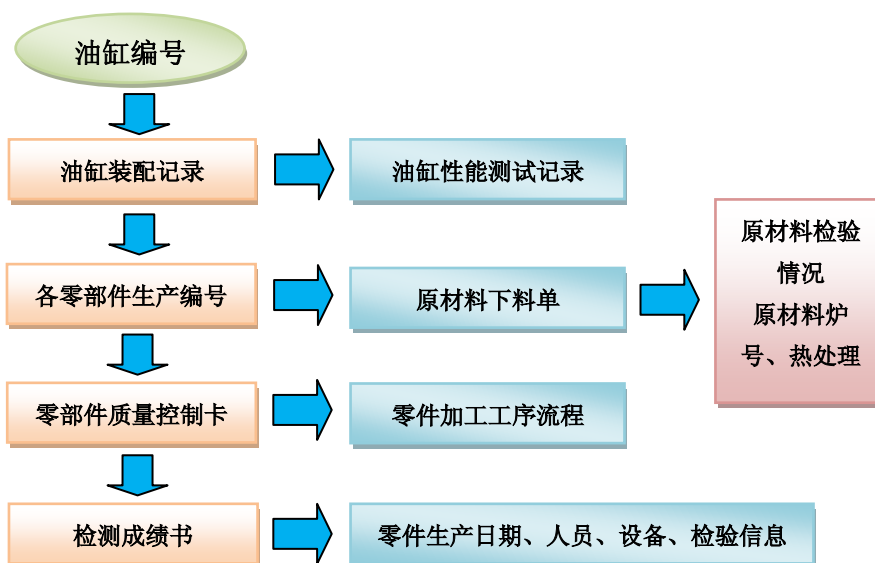 油缸编号
油缸装配记录
油缸性能测试记录
各零部件生产编号
原材料下料单
原材料检验
情况
原材料炉
号、热处理
零部件质量控制卡
零件加工工序流程
检测成绩书
零件生产日期、人员、设备、检验信息